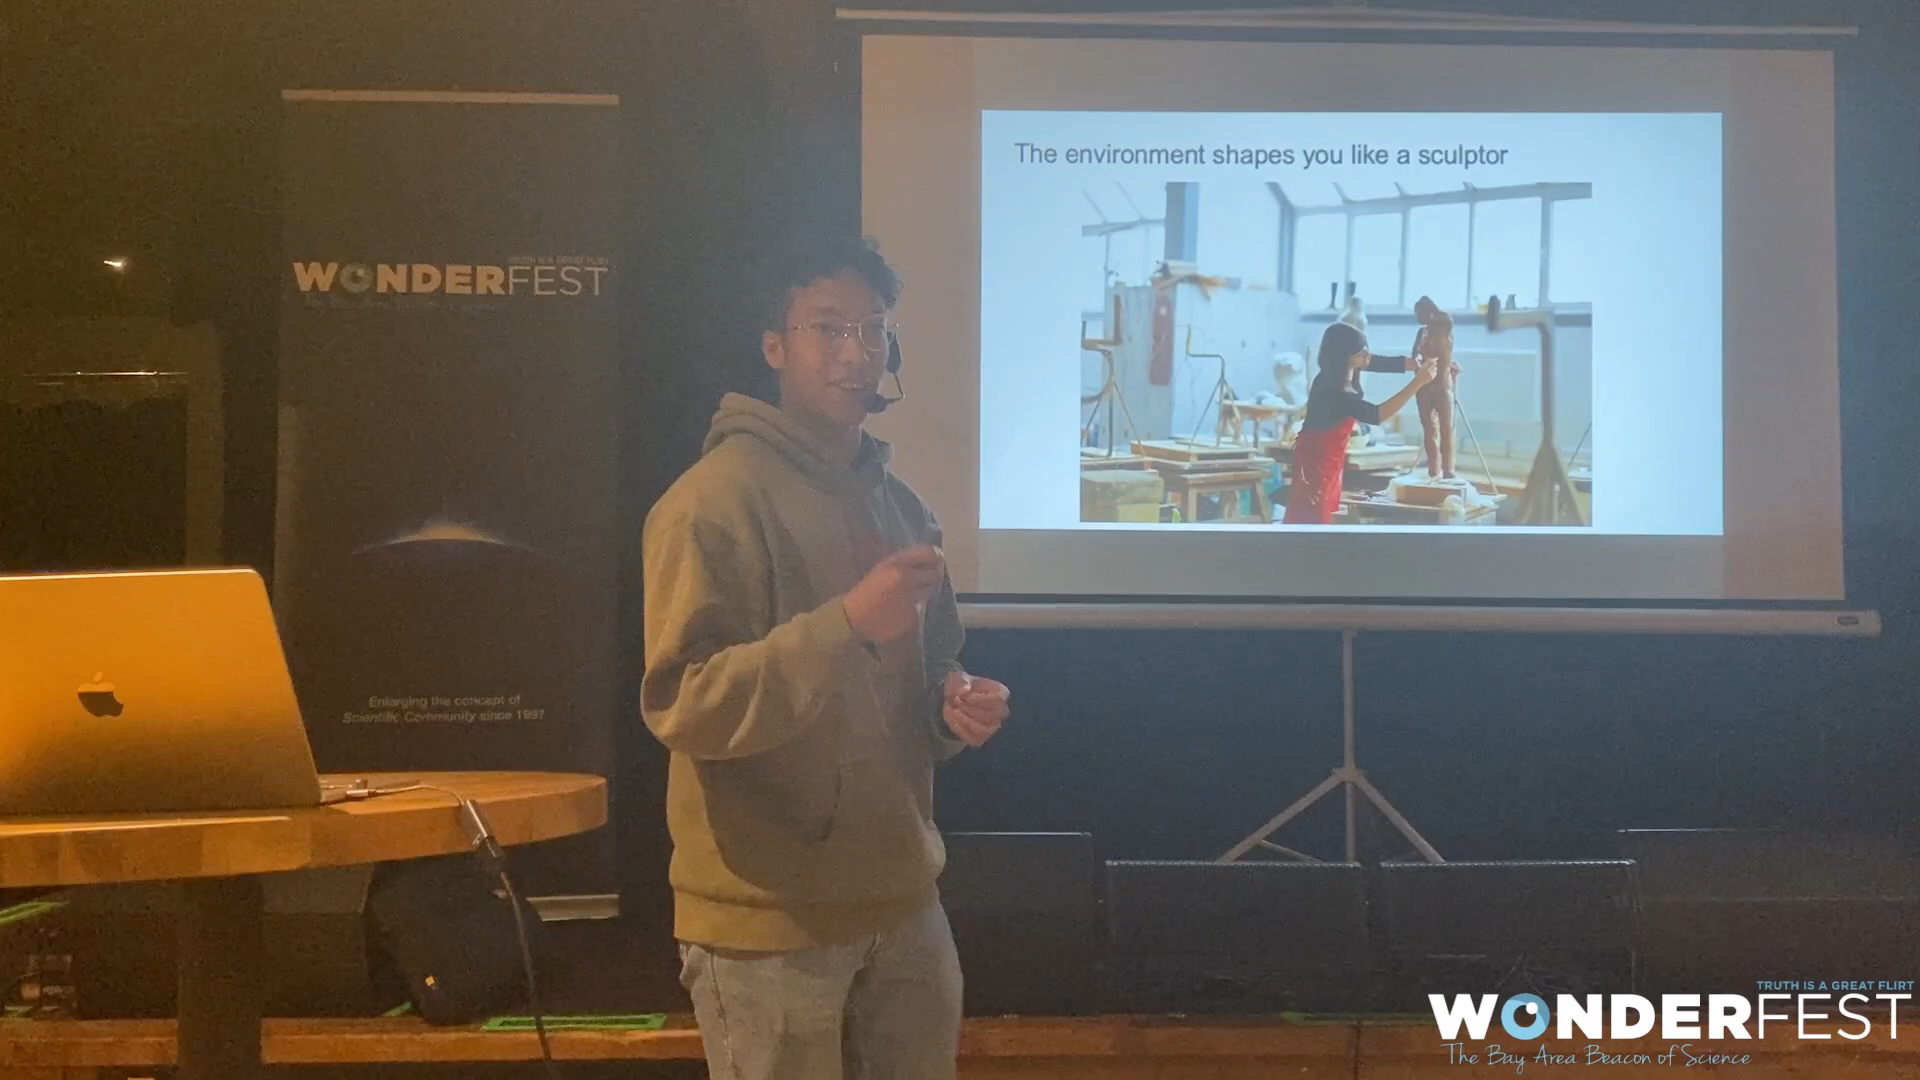 The environment shapes you like a sculptor
WONDERFEST
Enlarging the concept of
Scientific Community since 1997
TRUTH IS A GREAT FLIRT
WONDERFEST
The Bay Area Beacon of Science